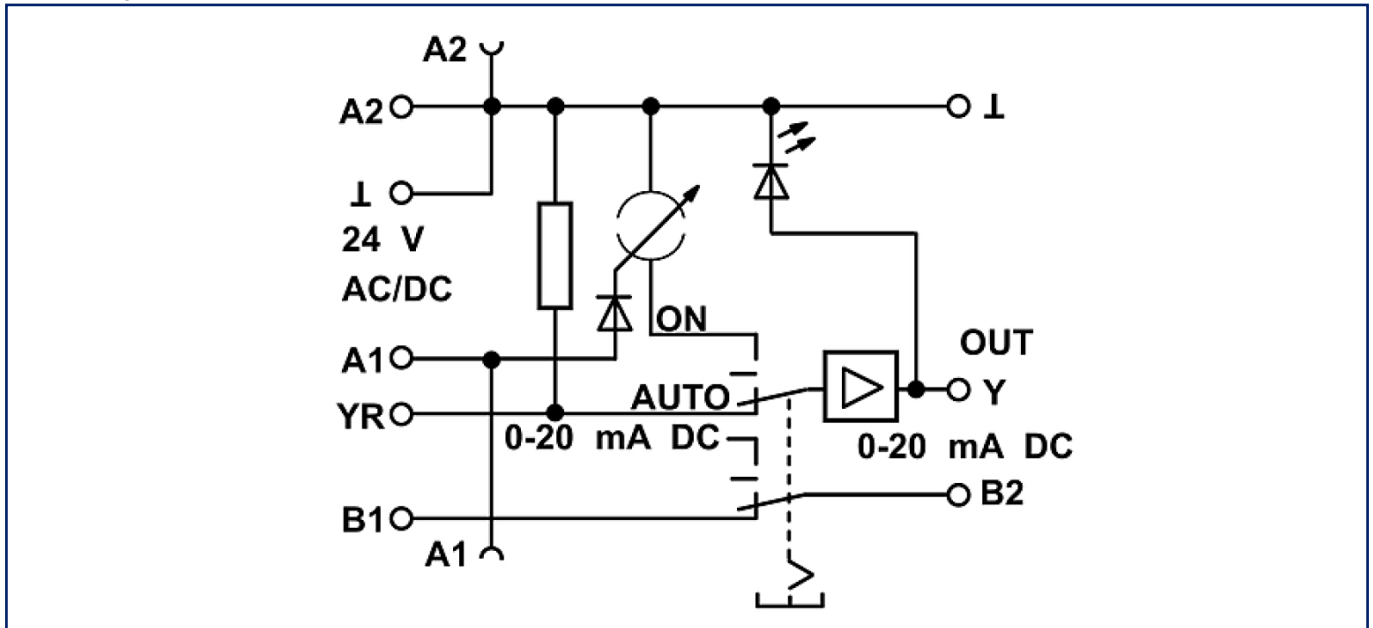 A2
A2
⊥
⊥
24 V
AC/DC
ON
OUT
A1
AUTO
Y
YR
0-20 mA DC
0-20 mA DC
B1
B2
A1